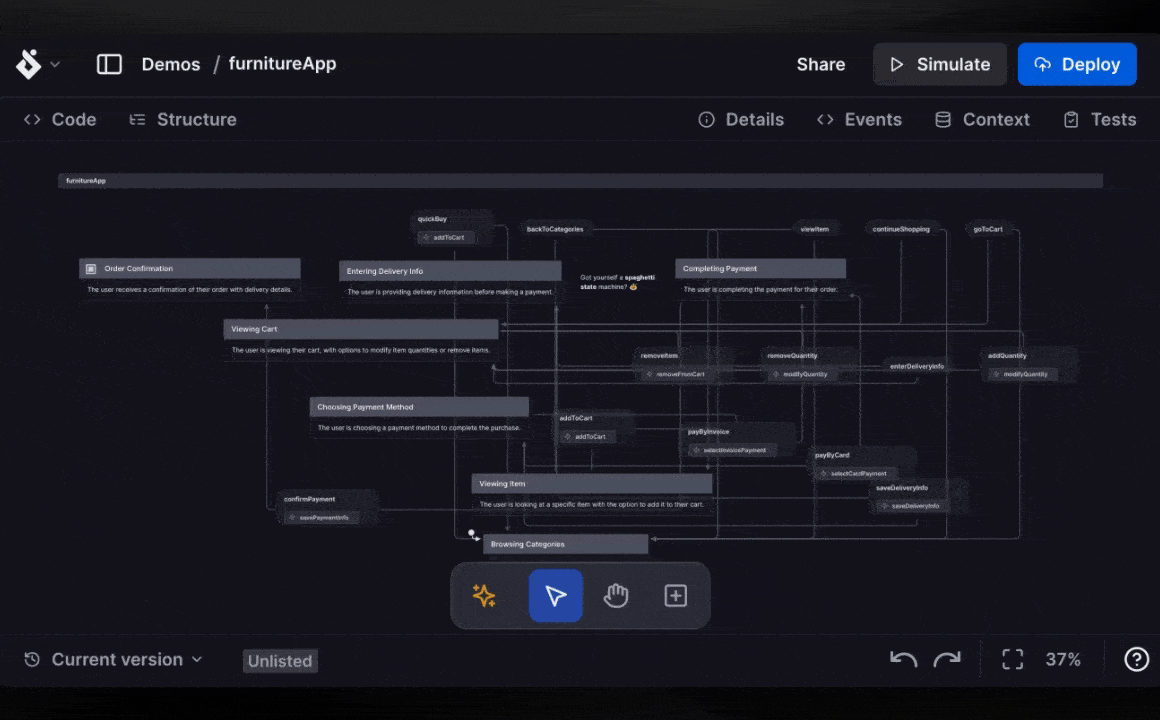 Demos / furnitureApp
Share
Simulate
Deploy
Code
Structure
Details
Events
Context
Tests
furnitureApp
quickBuy
addToCart
backToCatagories
viewItem
continueShopping
goToCart
Order Confirmation
The user receives a confirmation of their order with delivery details.
Entering Delivery Info
The user is providing delivery information before making a payment.
Got yourself a spaghetti
state machine? 🍝
Completing Payment
The user is completing the payment for their order.
Viewing Cart
The user is viewing their cart, with options to modify item quantities or remove items.
removeItem
removeFromCart
removeQuantity
modifyQuantity
enterDeliveryInfo
addQuantity
modifyQuantity
Choosing Payment Method
The user is choosing a payment method to complete the purchase.
addToCart
addToCart
payByInvoice
selectInvoicePayment
payByCard
selectCardPayment
Viewing Item
The user is looking at a specific item with the option to add it to their cart.
saveDeliveryInfo
saveDeliveryInfo
confirmPayment
savePaymentInfo
Browsing Categories
Current version
Unlisted
37%